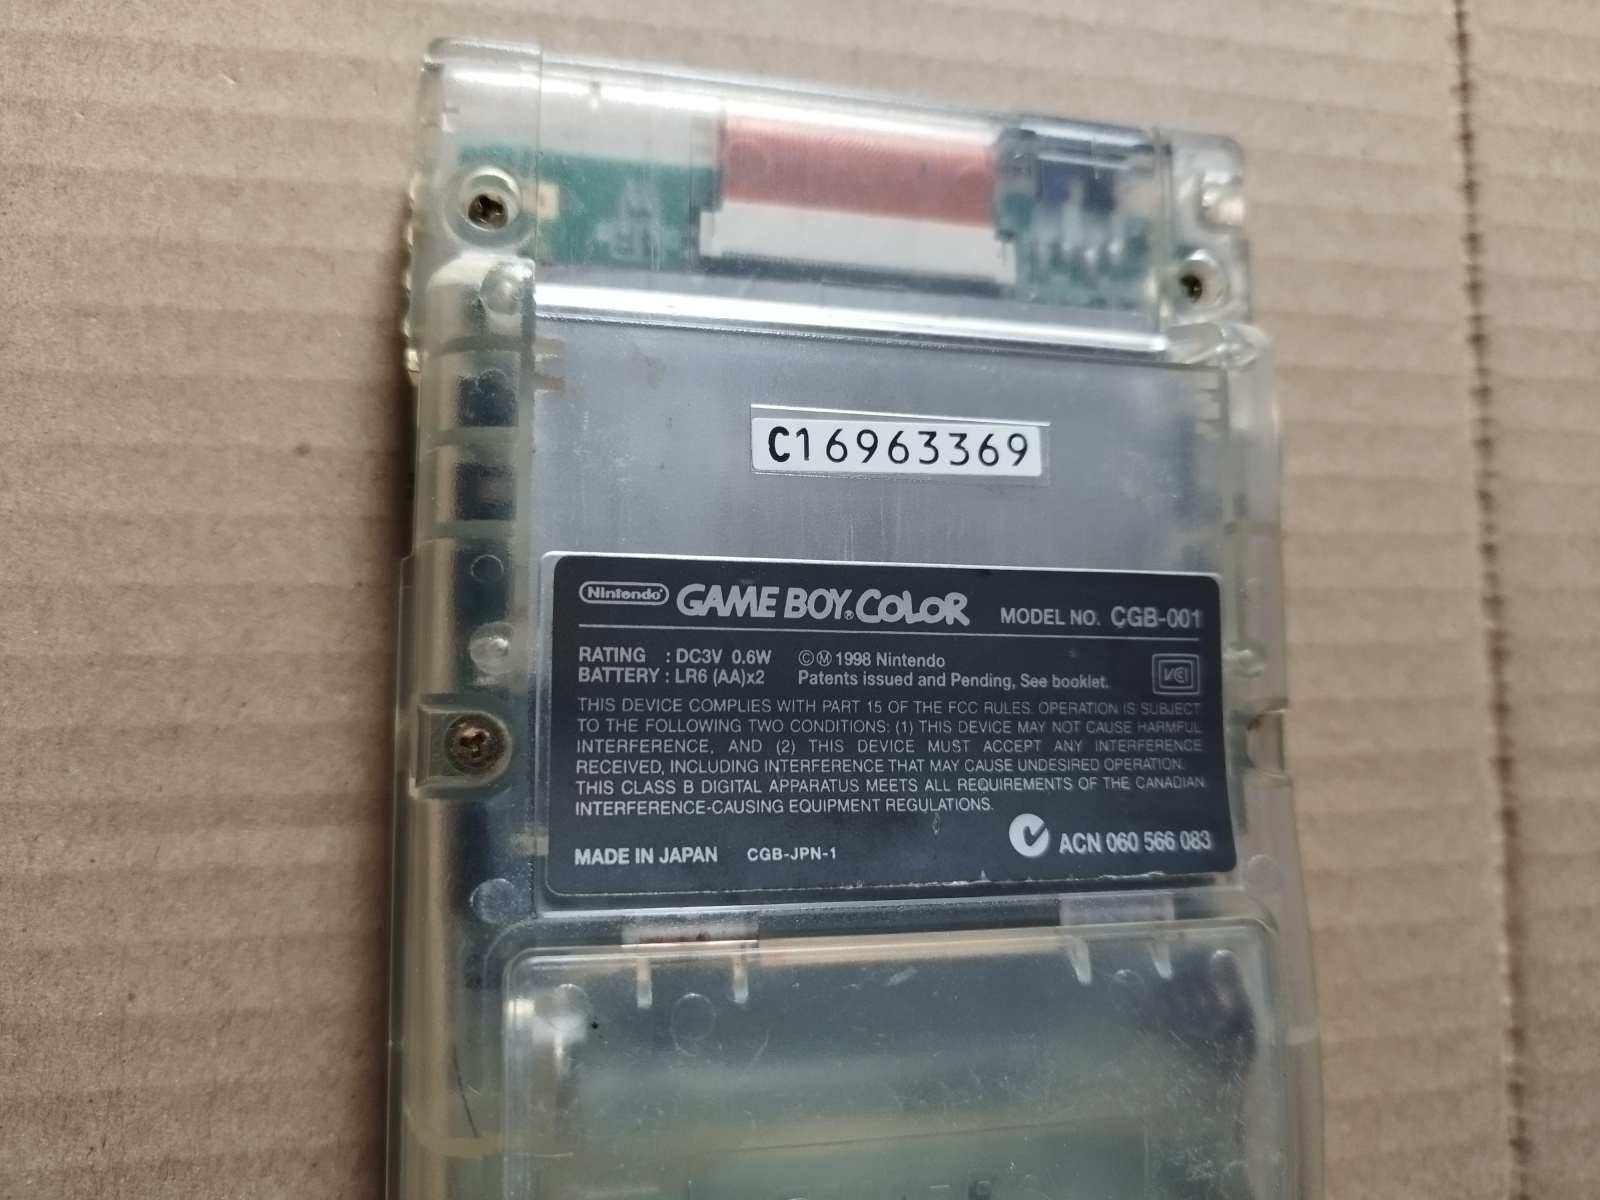 C16963369
Nintendo® GAME BOY® COLOR MODEL NO. CGB-001
RATING : DC3V 0.6W ©Ⓜ 1998 Nintendo
BATTERY : LR6 (AA)x2 Patents issued and Pending, See booklet.
VCI
THIS DEVICE COMPLIES WITH PART 15 OF THE FCC RULES. OPERATION IS SUBJECT
TO THE FOLLOWING TWO CONDITIONS: (1) THIS DEVICE MAY NOT CAUSE HARMFUL
INTERFERENCE, AND (2) THIS DEVICE MUST ACCEPT ANY INTERFERENCE
RECEIVED, INCLUDING INTERFERENCE THAT MAY CAUSE UNDESIRED OPERATION.
THIS CLASS B DIGITAL APPARATUS MEETS ALL REQUIREMENTS OF THE CANADIAN
INTERFERENCE-CAUSING EQUIPMENT REGULATIONS.
MADE IN JAPAN CGB-JPN-1 ACN 060 566 083